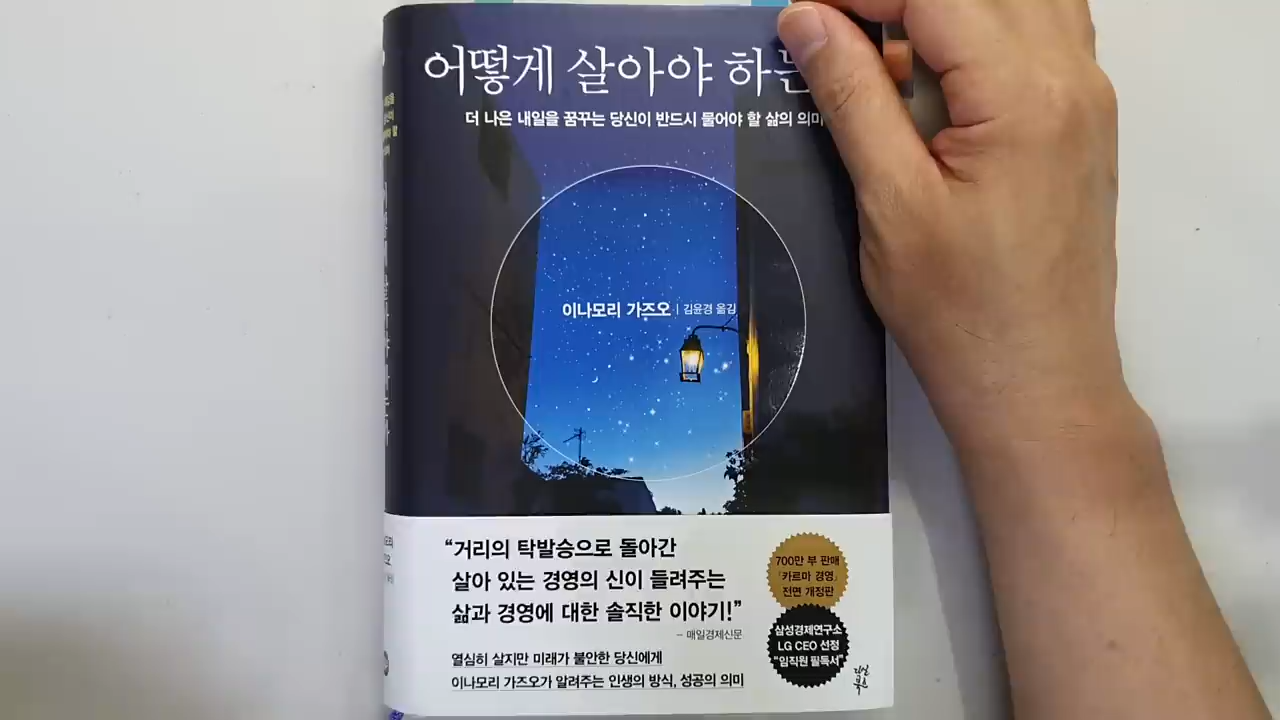 어떻게 살아야 하는
더 나은 내일을 꿈꾸는 당신이 반드시 물어야 할 삶의 의미
이나모리 가즈오 | 김윤경 옮김
“거리의 탁발승으로 돌아간
살아 있는 경영의 신이 들려주는
삶과 경영에 대한 솔직한 이야기!”
- 매일경제신문
열심히 살지만 미래가 불안한 당신에게
이나모리 가즈오가 알려주는 인생의 방식, 성공의 의미
700만 부 판매
「카르마 경영」
전면 개정판
삼성경제연구소
LG CEO 선정
“임직원 필독서”
다산
북스